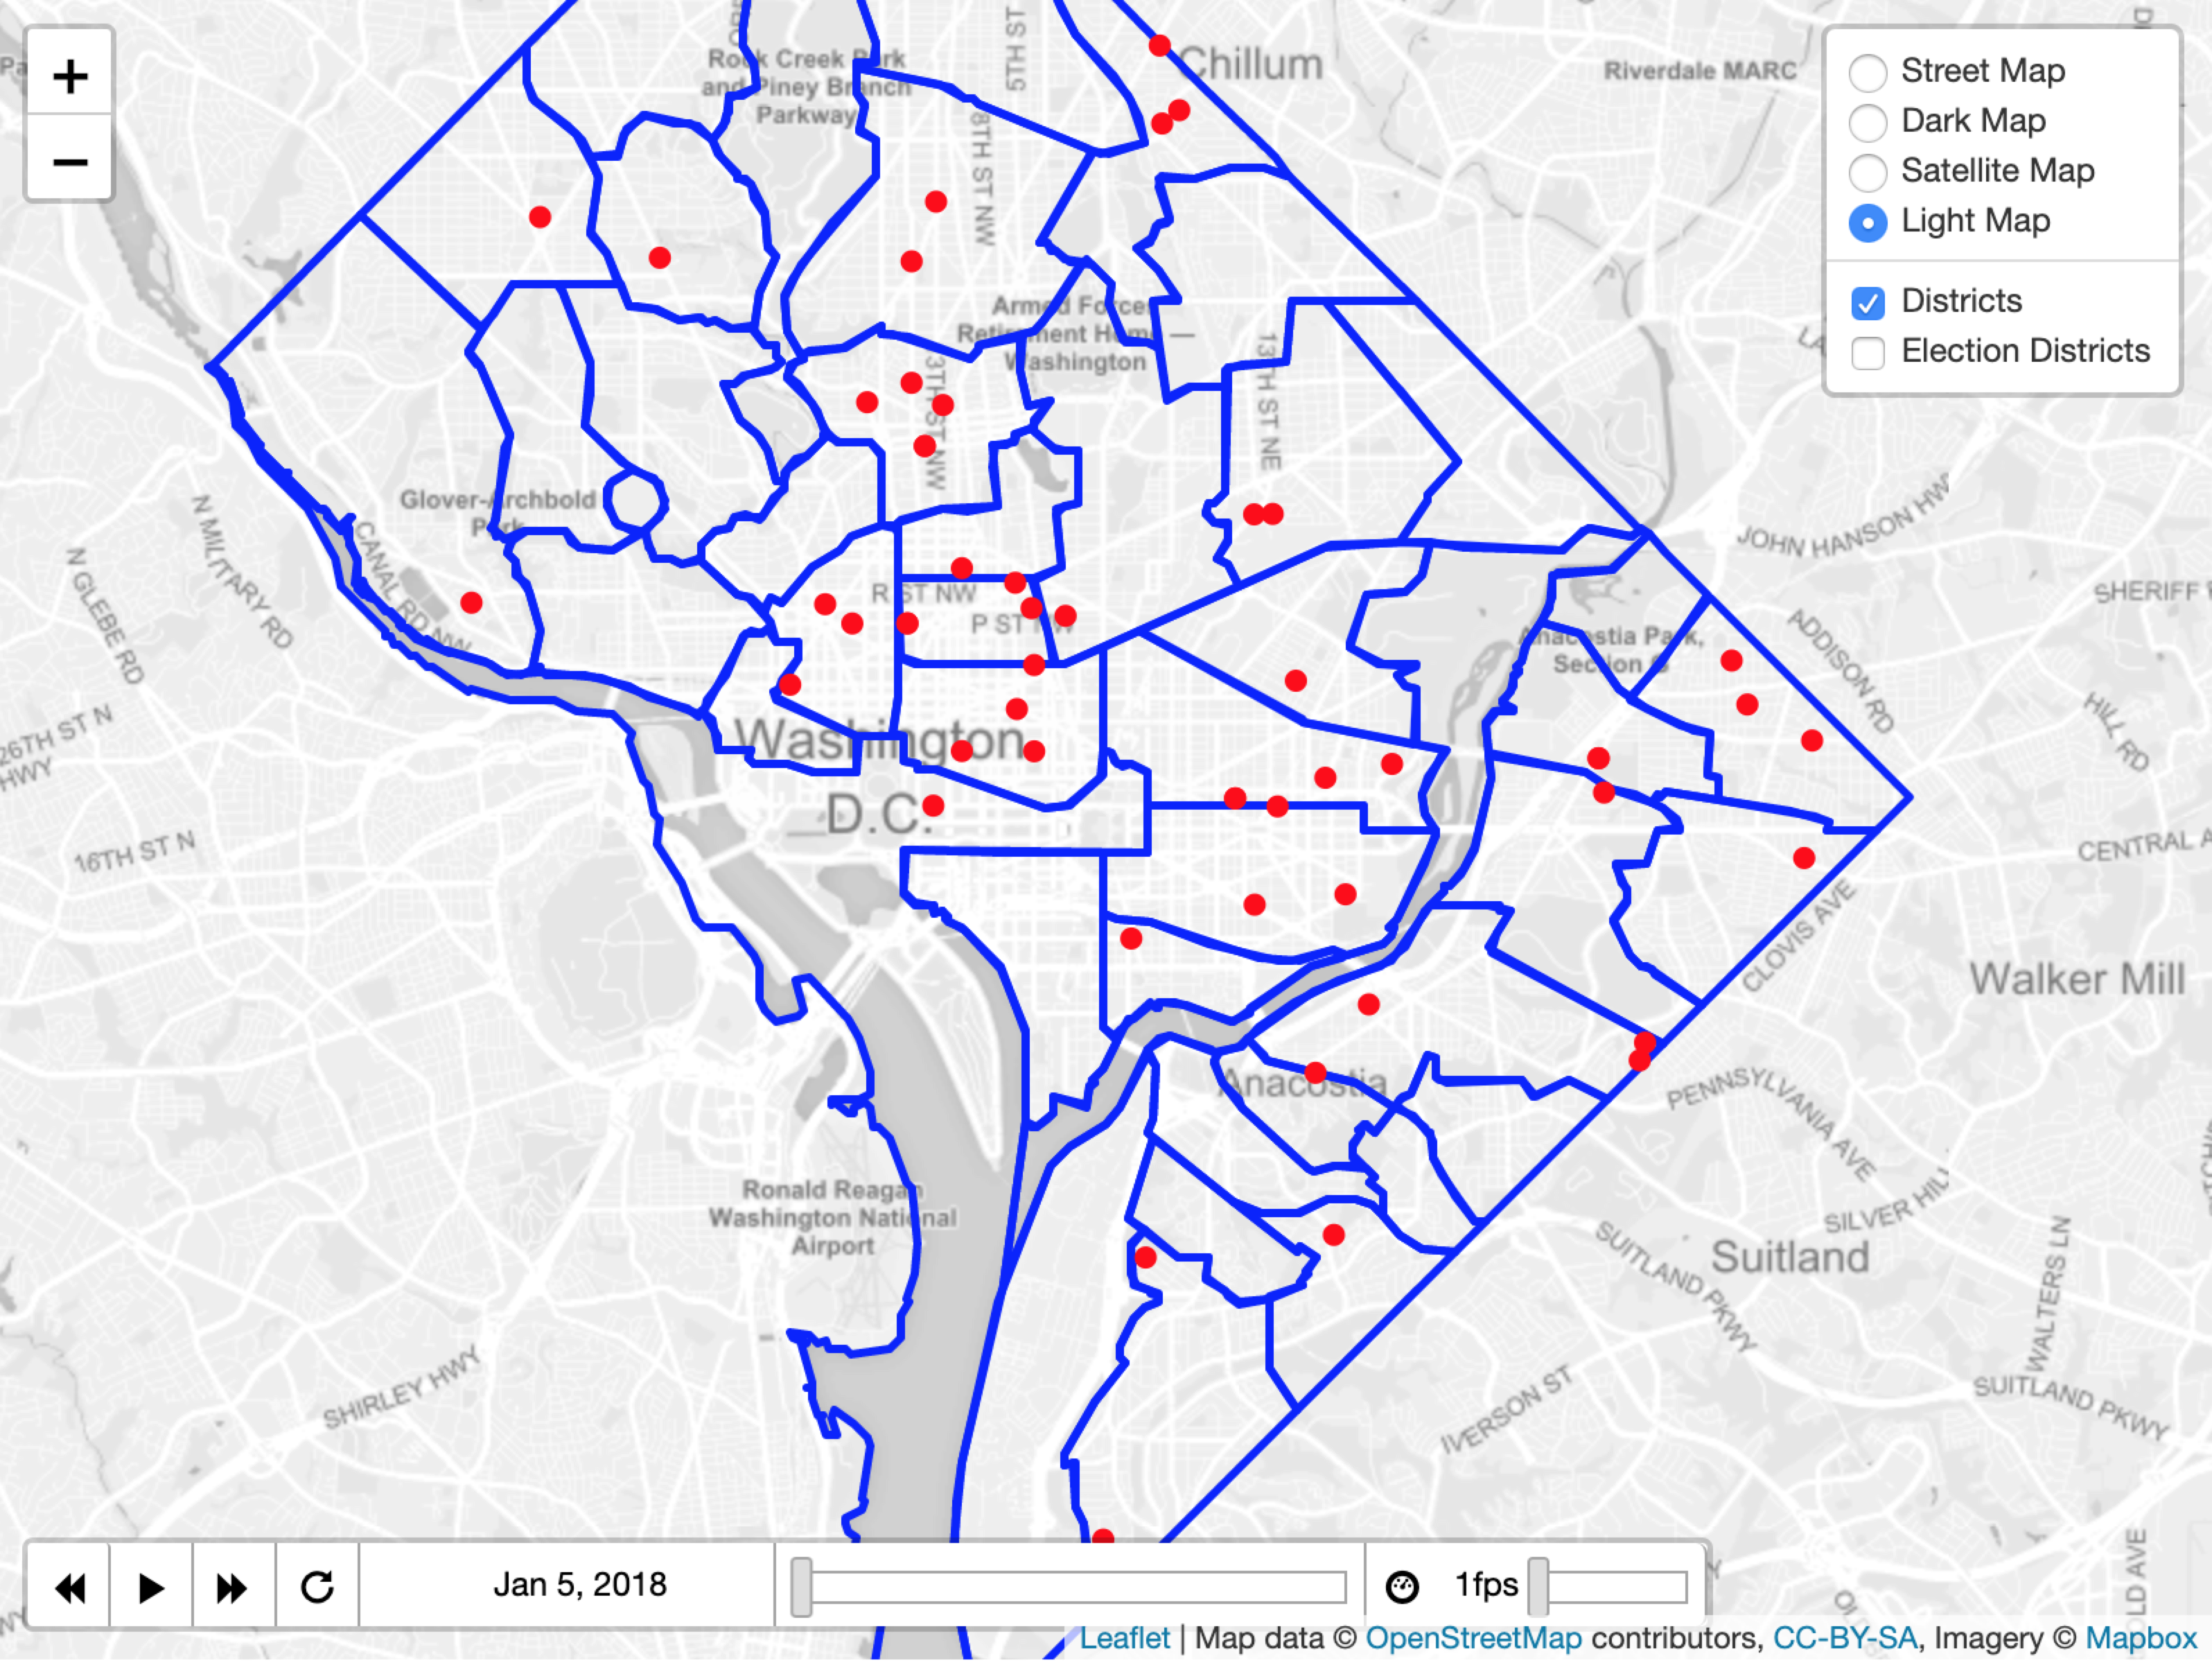 +
−
Rock Creek Park
and Piney Branch
Parkway
5TH ST
8TH ST NW
Chillum
Riverdale MARC
Street Map
Dark Map
Satellite Map
Light Map
Districts
Election Districts
Armed Forces
Retirement Home —
Washington
3TH ST NW
13TH ST NE
Glover-Archbold
Park
N MILITARY RD
N GLEBE RD
CANAL RD NW
R ST NW
P ST NW
JOHN HANSON HWY
SHERIFF
Anacostia Park,
Section G
ADDISON RD
HILL RD
26TH ST N
HWY
16TH ST N
Washington
D.C.
CENTRAL A
CLOVIS AVE
Walker Mill
Anacostia
PENNSYLVANIA AVE
SILVER HILL
Ronald Reagan
Washington National
Airport
SUITLAND PKWY
Suitland
WALTERS LN
SHIRLEY HWY
IVERSON ST
SUITLAND PKWY
OLD AVE
Jan 5, 2018
1fps
Leaflet | Map data © OpenStreetMap contributors, CC-BY-SA, Imagery © Mapbox